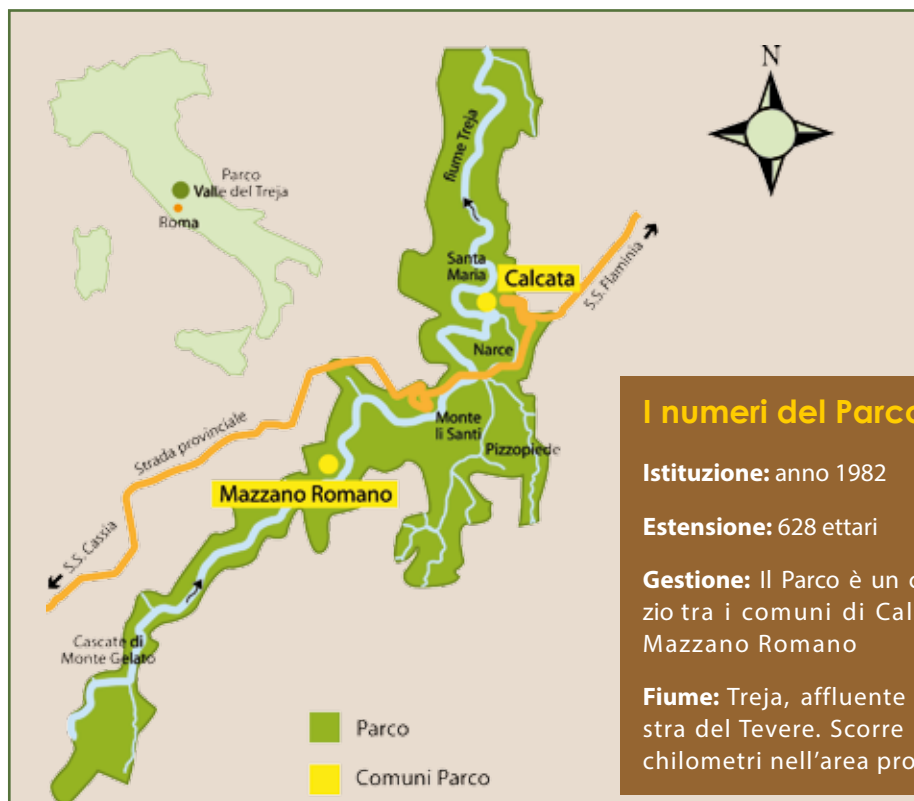 N
Parco
Valle del Treja
Roma
fiume Treja
Santa
Maria
Calcata
S.S. Flaminia
Narce
Monte
li Santi
Pizzopiede
Strada provinciale
Mazzano Romano
S.S. Cassia
Cascate di
Monte Gelato
Parco
Comuni Parco
I numeri del Parco
Istituzione: anno 1982
Estensione: 628 ettari
Gestione: Il Parco è un
zio tra i comuni di Cal
Mazzano Romano
Fiume: Treja, affluente
stra del Tevere. Scorre
chilometri nell’area pro